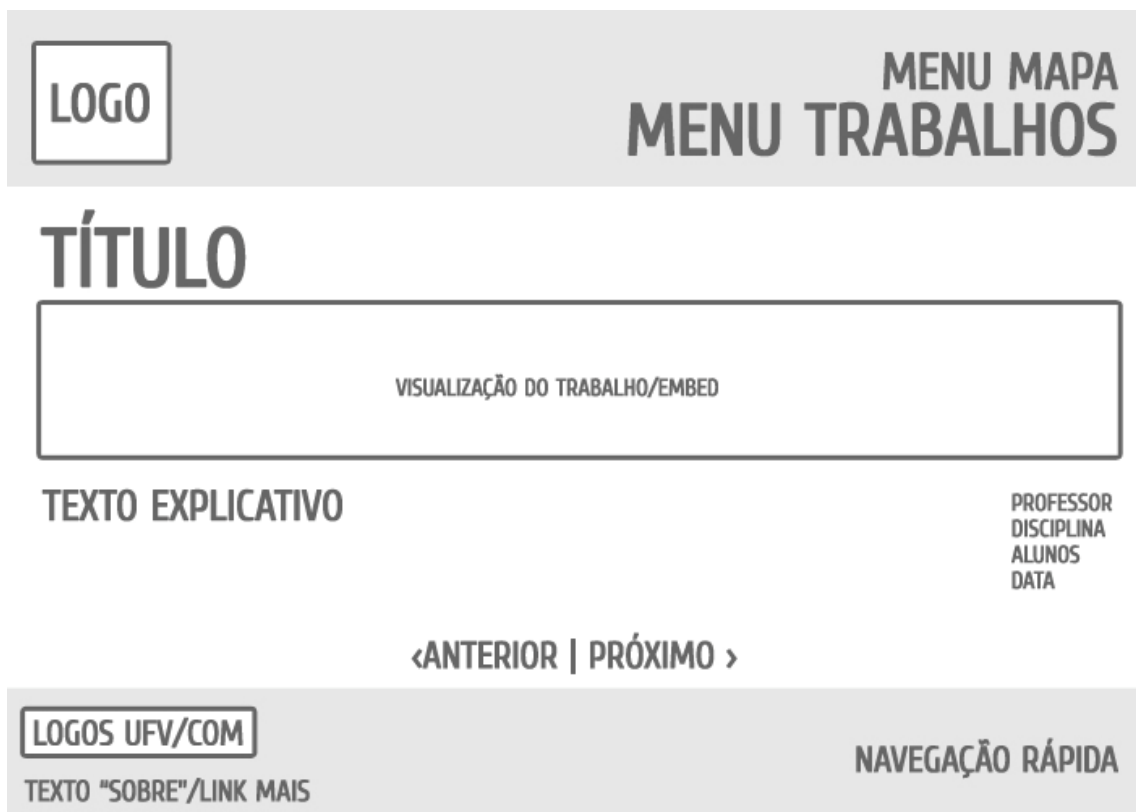 LOGO
MENU MAPA
MENU TRABALHOS
TÍTULO
VISUALIZAÇÃO DO TRABALHO/EMBED
TEXTO EXPLICATIVO
PROFESSOR
DISCIPLINA
ALUNOS
DATA
‹ANTERIOR | PRÓXIMO ›
LOGOS UFV/COM
TEXTO "SOBRE"/LINK MAIS
NAVEGAÇÃO RÁPIDA